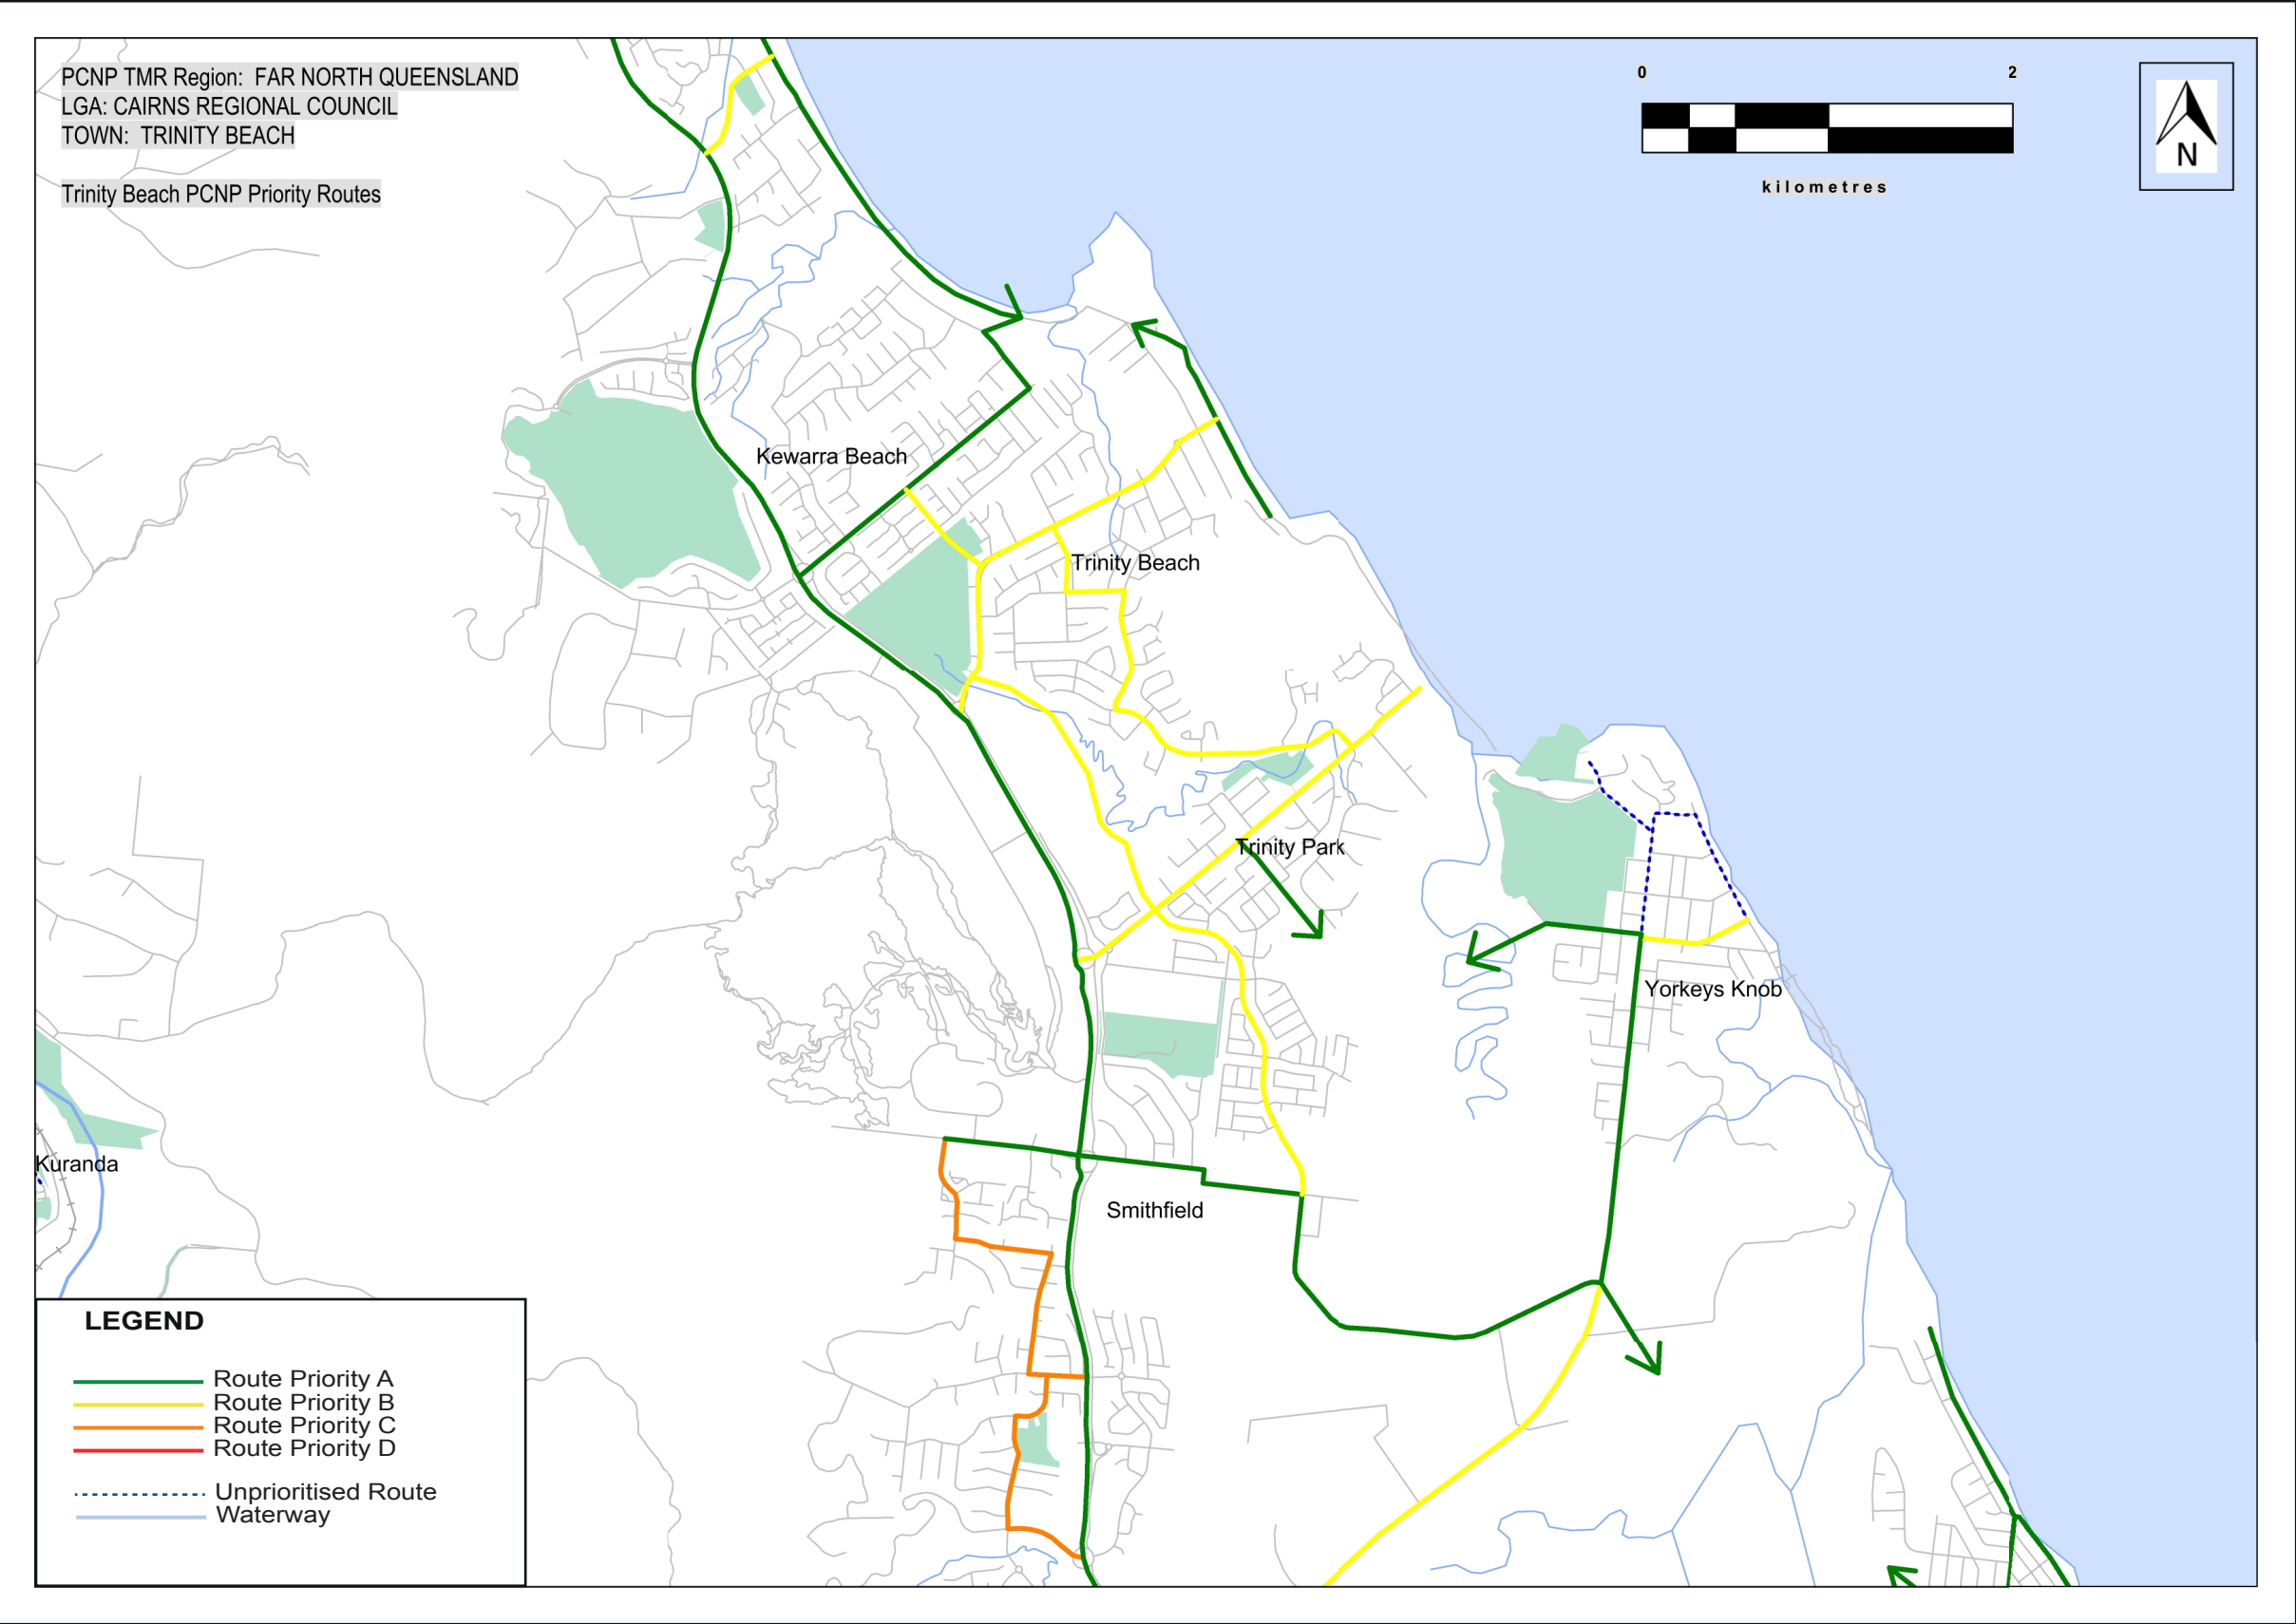 PCNP TMR Region:  FAR NORTH QUEENSLAND
LGA: CAIRNS REGIONAL COUNCIL
TOWN:  TRINITY BEACH
Trinity Beach PCNP Priority Routes
0
2
kilometres
N
Kewarra Beach
Trinity Beach
Trinity Park
Yorkeys Knob
Kuranda
Smithfield
LEGEND
Route Priority A
Route Priority B
Route Priority C
Route Priority D
Unprioritised Route
Waterway